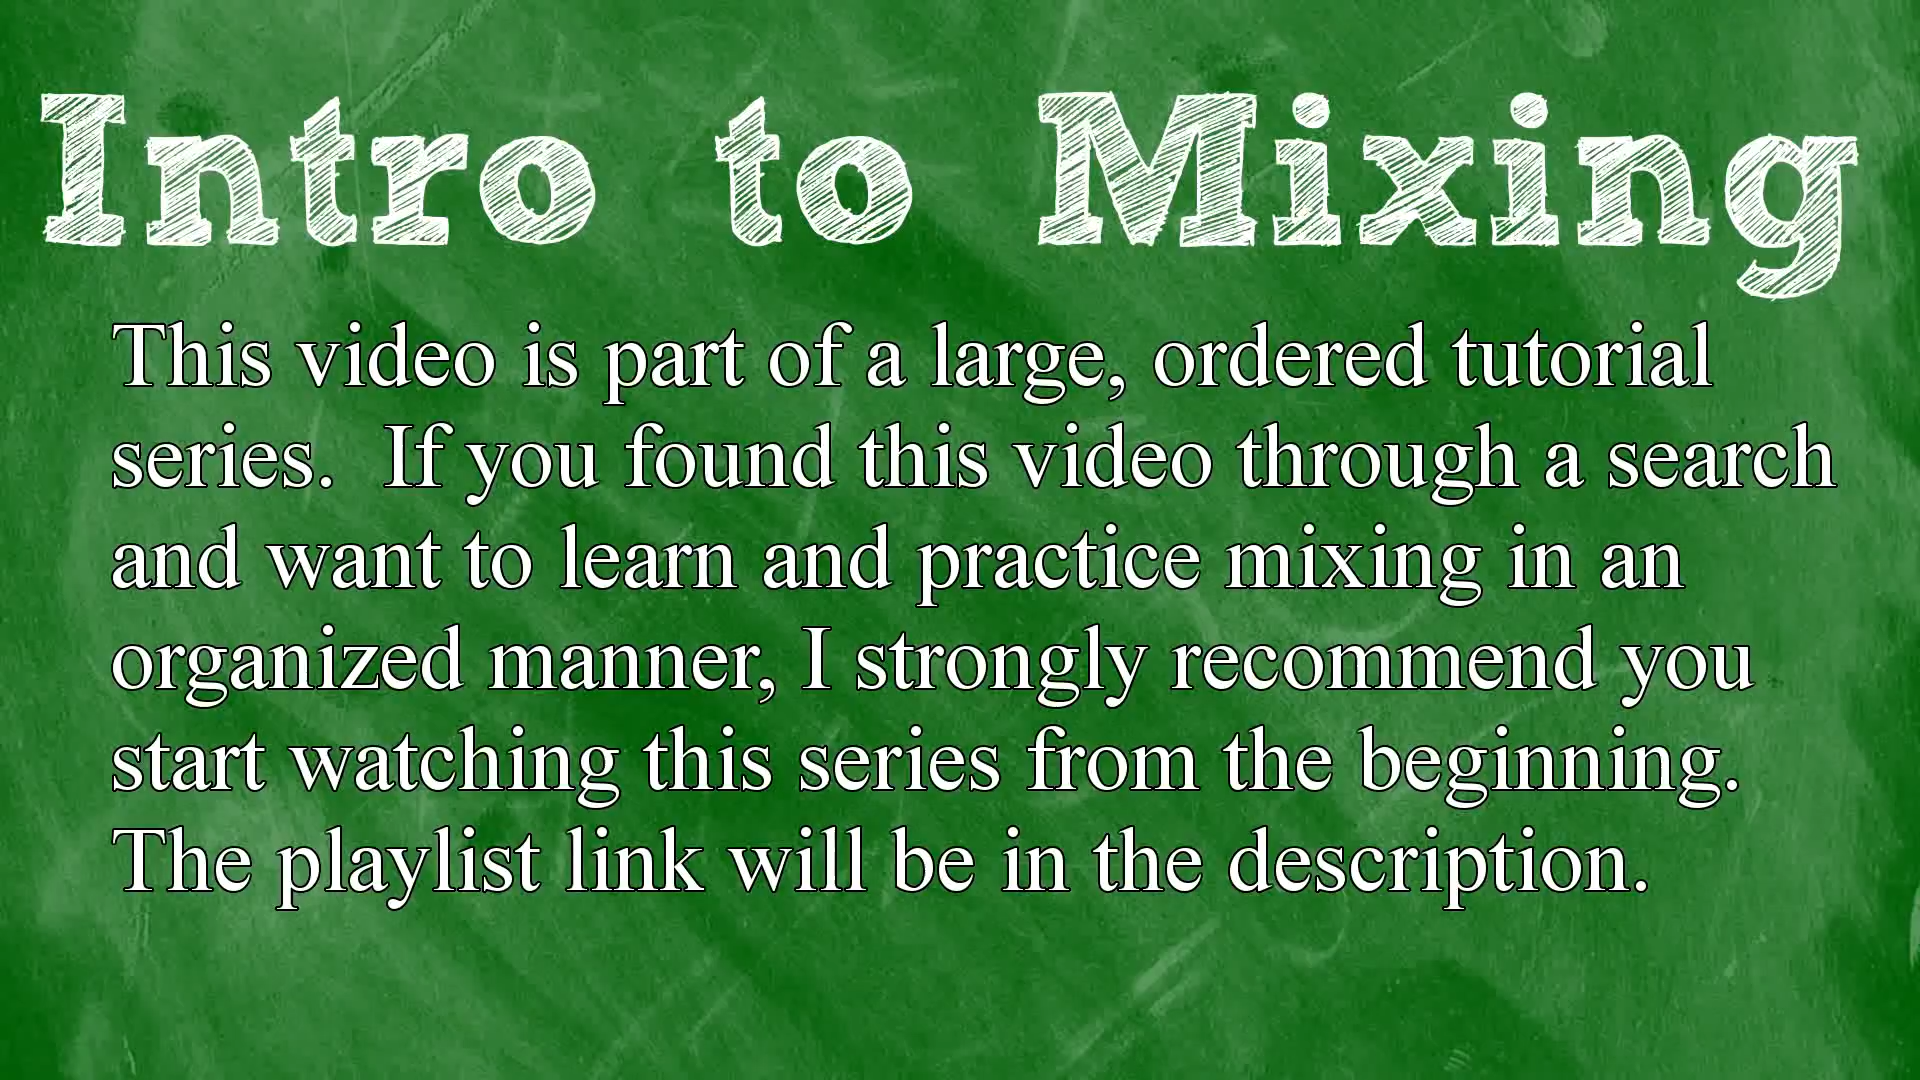 Intro to Mixing
This video is part of a large, ordered tutorial
series.  If you found this video through a search
and want to learn and practice mixing in an
organized manner, I strongly recommend you
start watching this series from the beginning.
The playlist link will be in the description.